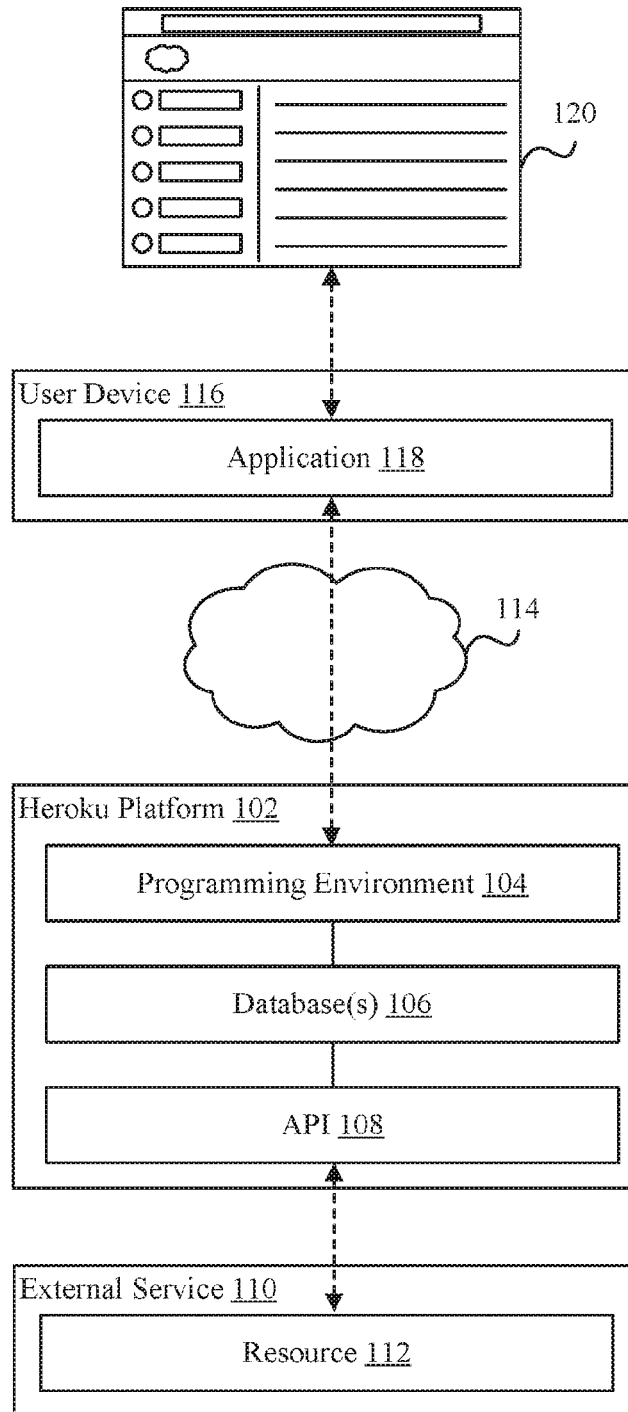 120
User Device 116
Application 118
114
Heroku Platform 102
Programming Environment 104
Database(s) 106
API 108
External Service 110
Resource 112